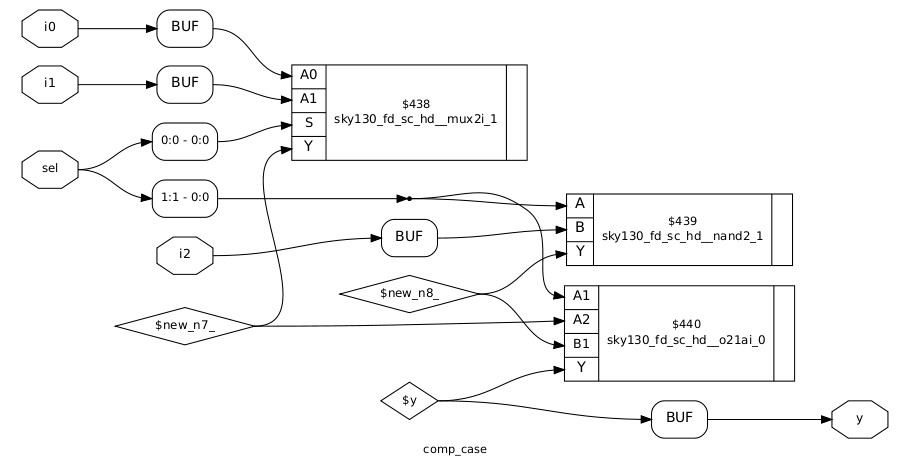 i0
BUF
i1
BUF
A0
A1
S
Y
$438
sky130_fd_sc_hd__mux2i_1
0:0 - 0:0
sel
1:1 - 0:0
A
B
Y
$439
sky130_fd_sc_hd__nand2_1
i2
BUF
$new_n8_
$new_n7_
A1
A2
B1
Y
$440
sky130_fd_sc_hd__o21ai_0
$y
BUF
y
comp_case